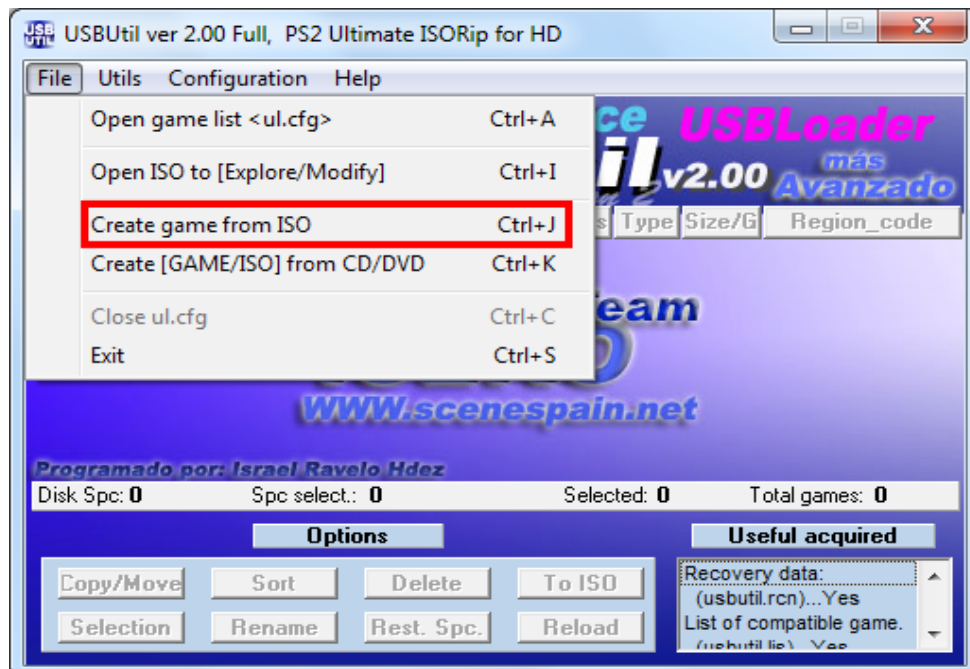 USBUtil ver 2.00 Full, PS2 Ultimate ISORip for HD
File Utils Configuration Help
Open game list <ul.cfg> Ctrl+A
Open ISO to [Explore/Modify] Ctrl+I
Create game from ISO Ctrl+J
Create [GAME/ISO] from CD/DVD Ctrl+K
Close ul.cfg Ctrl+C
Exit Ctrl+S
USBLoader
v2.00 más
Avanzado
Type Size/G Region_code
WWW.scenespain.net
Programado por: Israel Ravelo Hdez
Disk Spc: 0 Spc select.: 0 Selected: 0 Total games: 0
Options
Copy/Move Sort Delete To ISO
Selection Rename Rest. Spc. Reload
Useful acquired
Recovery data:
(usbutil.rcn)...Yes
List of compatible game.
(usbutil.lis) Yes